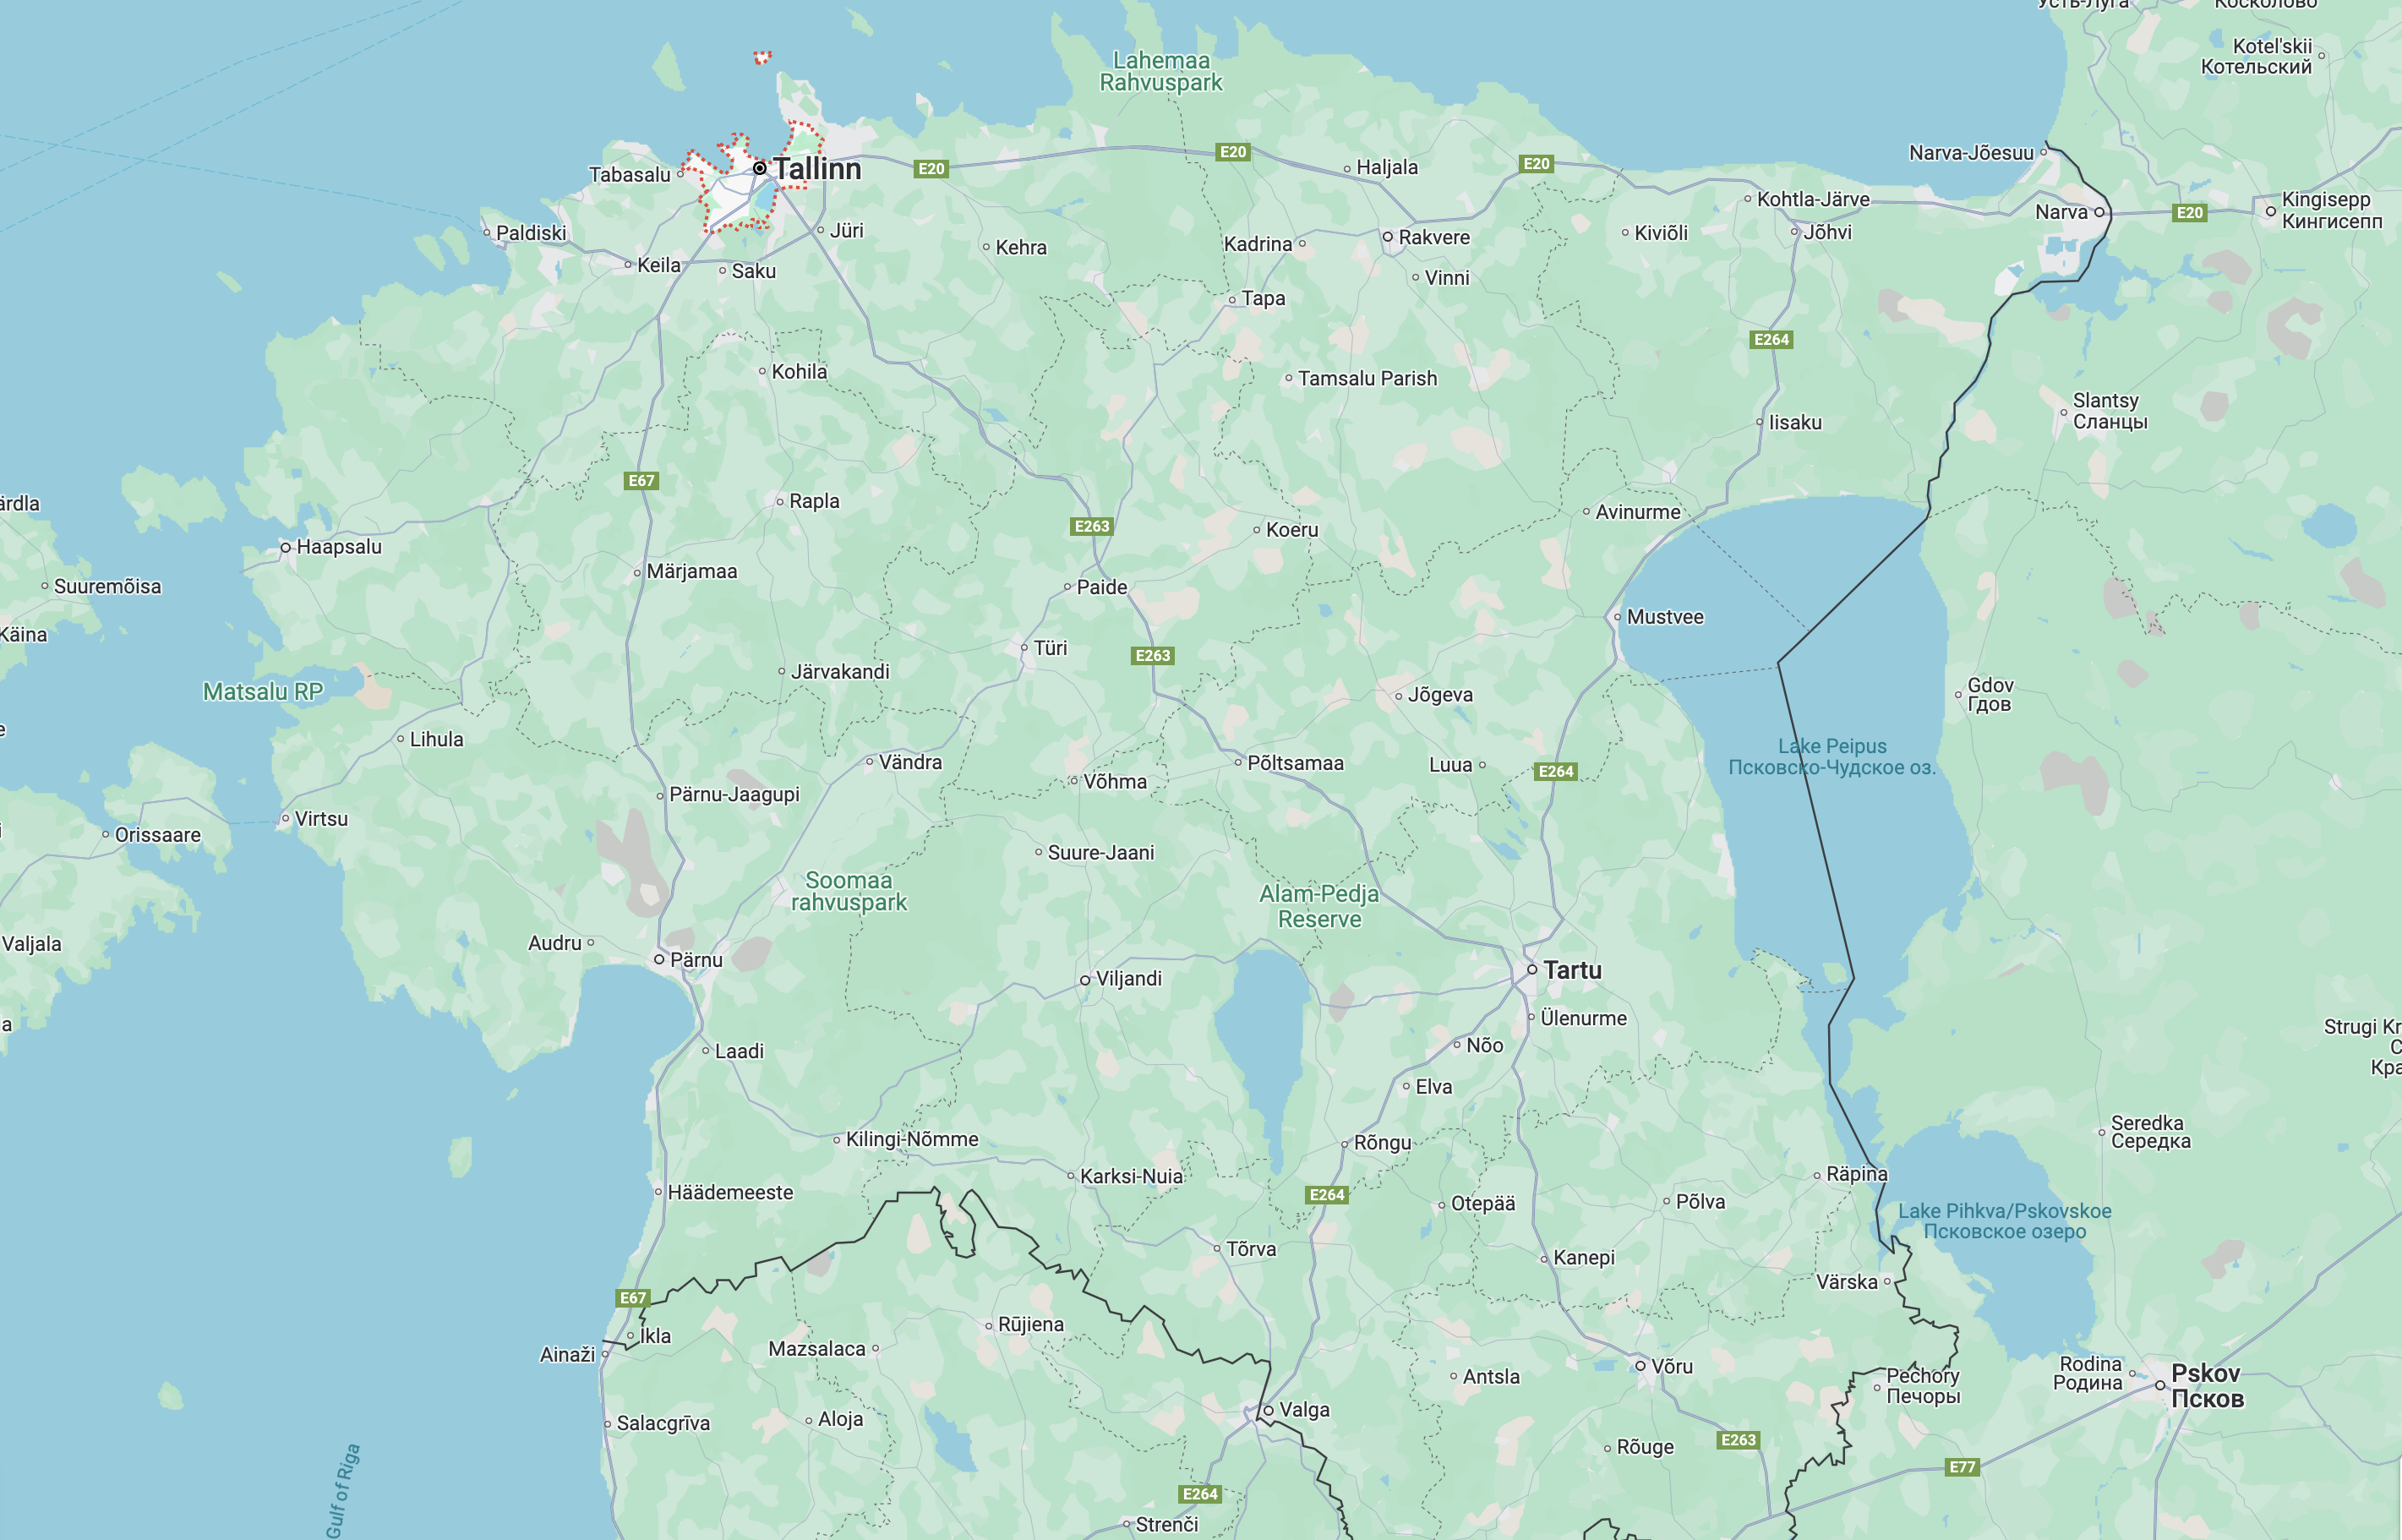 Усть-Луга
Косколово
Kotel'skii
Котельский
Lahemaa
Rahvuspark
Narva-Jõesuu
Tallinn
Tabasalu
E20
E20
E20
Haljala
Kohtla-Järve
Kingisepp
Кингисепп
Narva
E20
Paldiski
Jüri
Kehra
Kadrina
Rakvere
Kiviõli
Jõhvi
Keila
Saku
Vinni
Tapa
E264
Kohila
Tamsalu Parish
Slantsy
Сланцы
Iisaku
E67
Rapla
ärdla
E263
Koeru
Avinurme
Haapsalu
Suuremõisa
Märjamaa
Paide
Mustvee
Käina
Türi
E263
Järvakandi
Matsalu RP
Jõgeva
Gdov
Гдов
Lihula
Lake Peipus
Псковско-Чудское оз.
Vändra
Põltsamaa
Luua
E264
Võhma
Pärnu-Jaagupi
Virtsu
Orissaare
Suure-Jaani
Soomaa
rahvuspark
Alam-Pedja
Reserve
Valjala
Audru
Pärnu
Viljandi
Tartu
a
Ülenurme
Strugi Kr
С
Кра
Laadi
Nõo
Elva
Kilingi-Nõmme
Rõngu
Seredka
Середка
Karksi-Nuia
Räpina
Häädemeeste
E264
Otepää
Põlva
Lake Pihkva/Pskovskoe
Псковское озеро
Tõrva
Kanepi
Värska
E67
Ikla
Rūjiena
Ainaži
Mazsalaca
Võru
Antsla
Pechory
Печоры
Rodina
Родина
Pskov
Псков
Salacgrīva
Aloja
Valga
Rõuge
E263
E77
Gulf of Riga
E264
Strenči